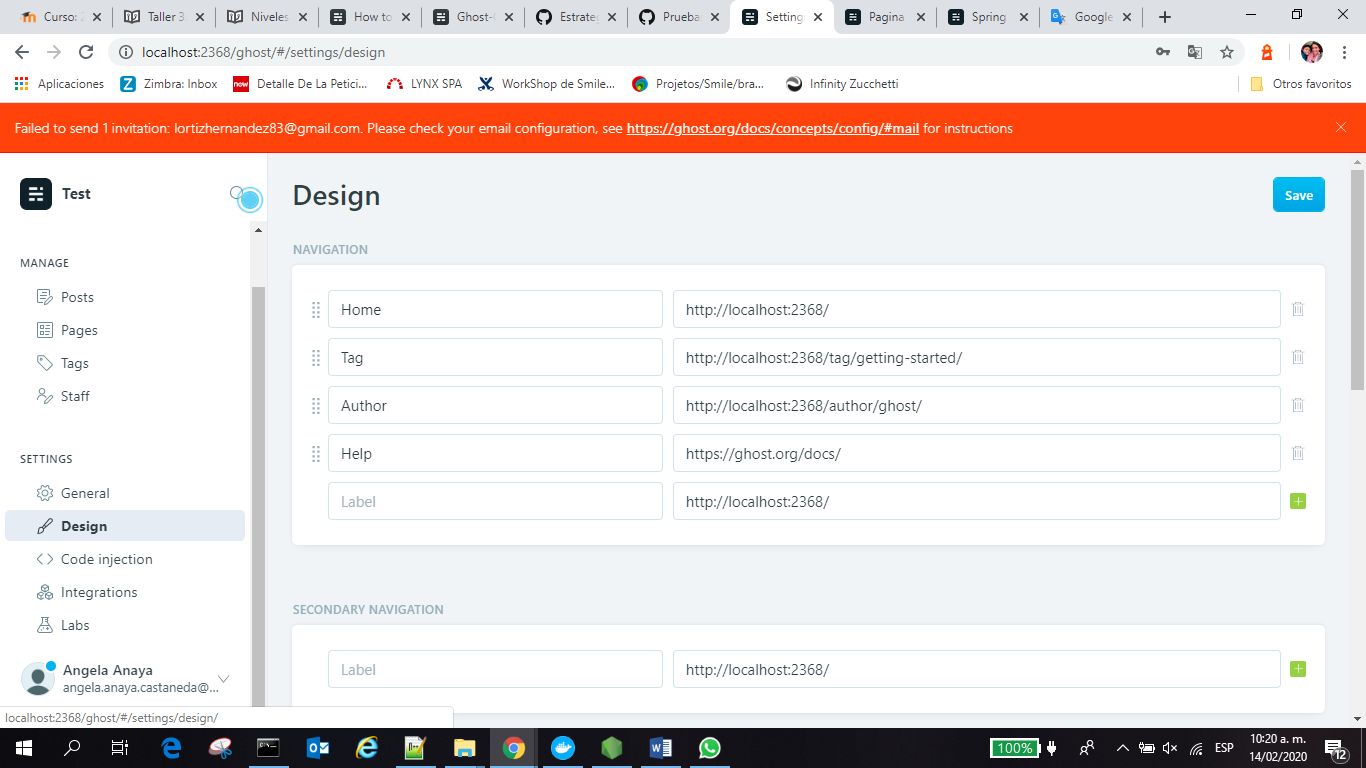 Curso: 2
Taller 3
Niveles
How to
Ghost-
Estrate
Prueba
Setting
Pagina
Spring
Google
localhost:2368/ghost/#/settings/design
Aplicaciones
Zimbra: Inbox
now
Detalle De La Petici...
LYNX SPA
WorkShop de Smile...
Projetos/Smile/bra...
Infinity Zucchetti
Otros favoritos
Failed to send 1 invitation: lortizhernandez83@gmail.com. Please check your email configuration, see https://ghost.org/docs/concepts/config/#mail for instructions
Test
Design
Save
MANAGE
Posts
Pages
Tags
Staff
SETTINGS
General
Design
Code injection
Integrations
Labs
Angela Anaya
angela.anaya.castaneda@...
localhost:2368/ghost/#/settings/design/
NAVIGATION
Home
http://localhost:2368/
Tag
http://localhost:2368/tag/getting-started/
Author
http://localhost:2368/author/ghost/
Help
https://ghost.org/docs/
Label
http://localhost:2368/
SECONDARY NAVIGATION
Label
http://localhost:2368/
100%
ESP
10:20 a. m.
14/02/2020
12